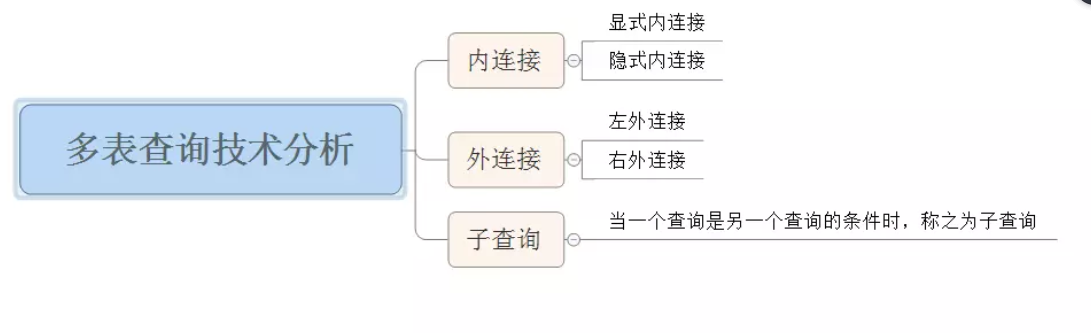 多表查询技术分析
内连接
显式内连接
隐式内连接
外连接
左外连接
右外连接
子查询
当一个查询是另一个查询的条件时，称之为子查询